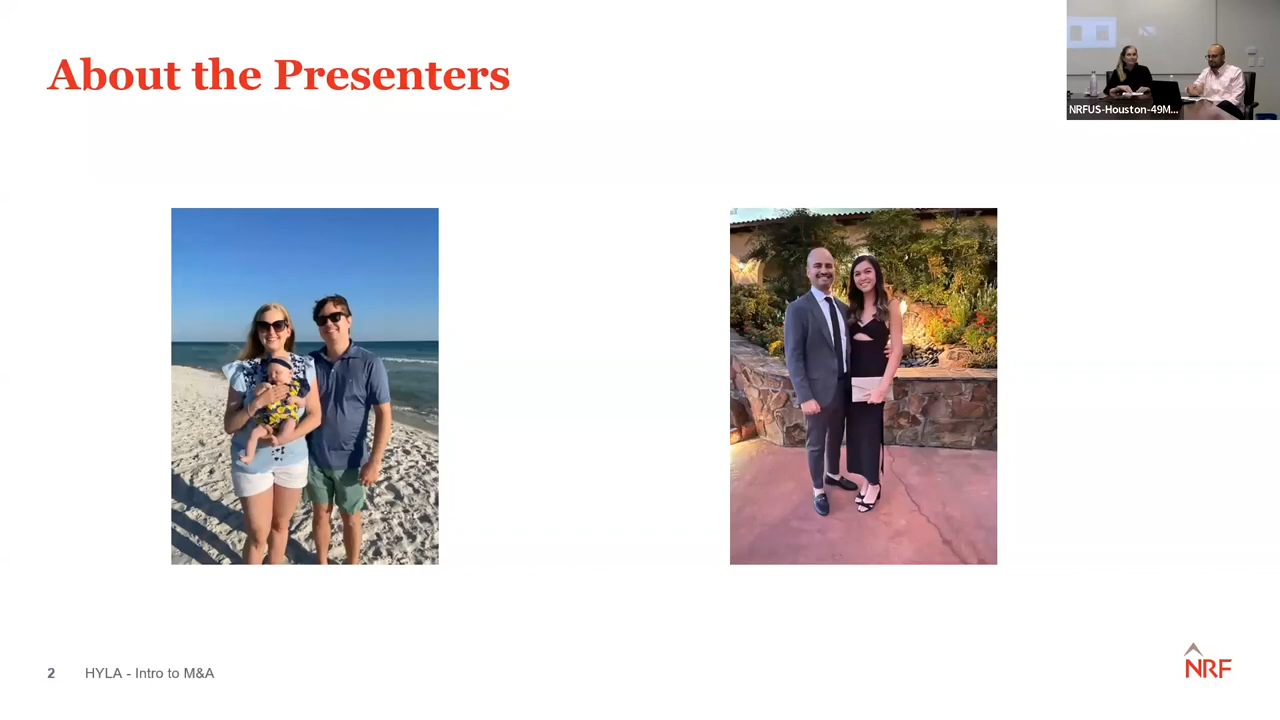 About the Presenters
NRFUS-Houston-49M...
2 HYLA - Intro to M&A
NRF